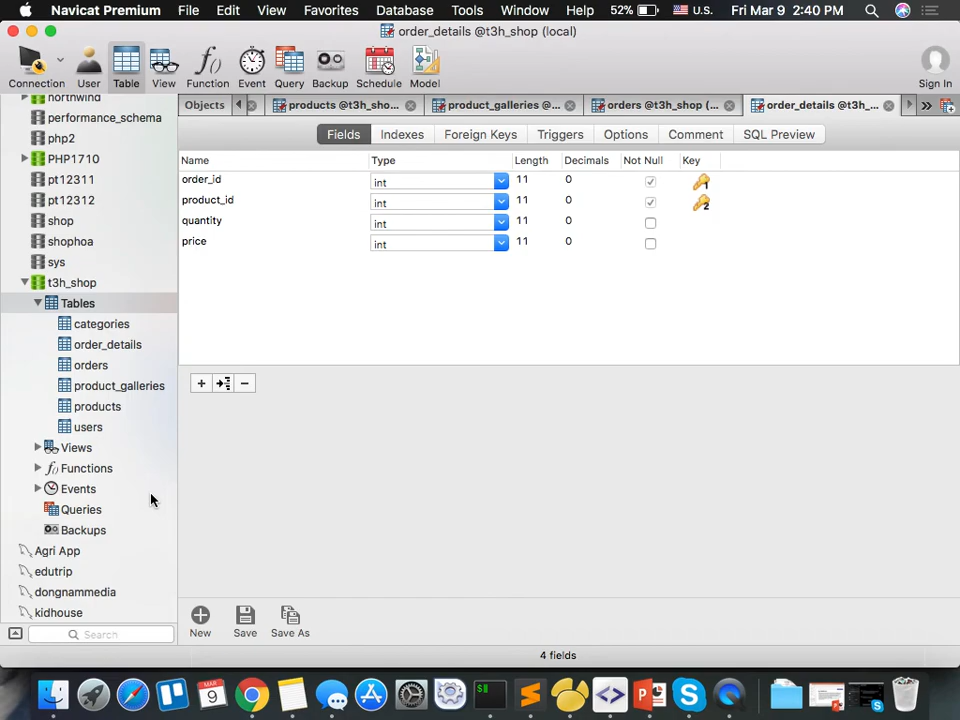 Navicat Premium File Edit View Favorites Database Tools Window Help 52% U.S. Fri Mar 9 2:40 PM
order_details @t3h_shop (local)
Connection User Table View Function Event Query Backup Schedule Model Sign In
Objects products @t3h_sho... product_galleries @... orders @t3h_shop (... order_details @t3h_... »
Fields Indexes Foreign Keys Triggers Options Comment SQL Preview
Name Type Length Decimals Not Null Key
order_id int 11 0 1
product_id int 11 0 2
quantity int 11 0
price int 11 0
northwind
performance_schema
php2
PHP1710
pt12311
pt12312
shop
shophoa
sys
t3h_shop
Tables
categories
order_details
orders
product_galleries
products
users
Views
Functions
Events
Queries
Backups
Agri App
edutrip
dongnammedia
kidhouse
Search
+ −
New Save Save As
4 fields
MAR
9